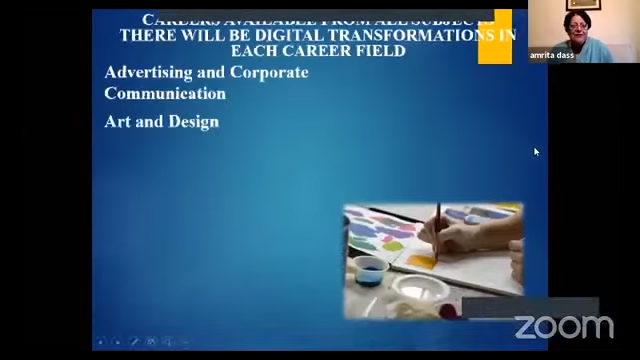 CAREERS AVAILABLE FROM ALL SUBJECTS
THERE WILL BE DIGITAL TRANSFORMATIONS IN
EACH CAREER FIELD
Advertising and Corporate
Communication
Art and Design
amrita dass
zoom